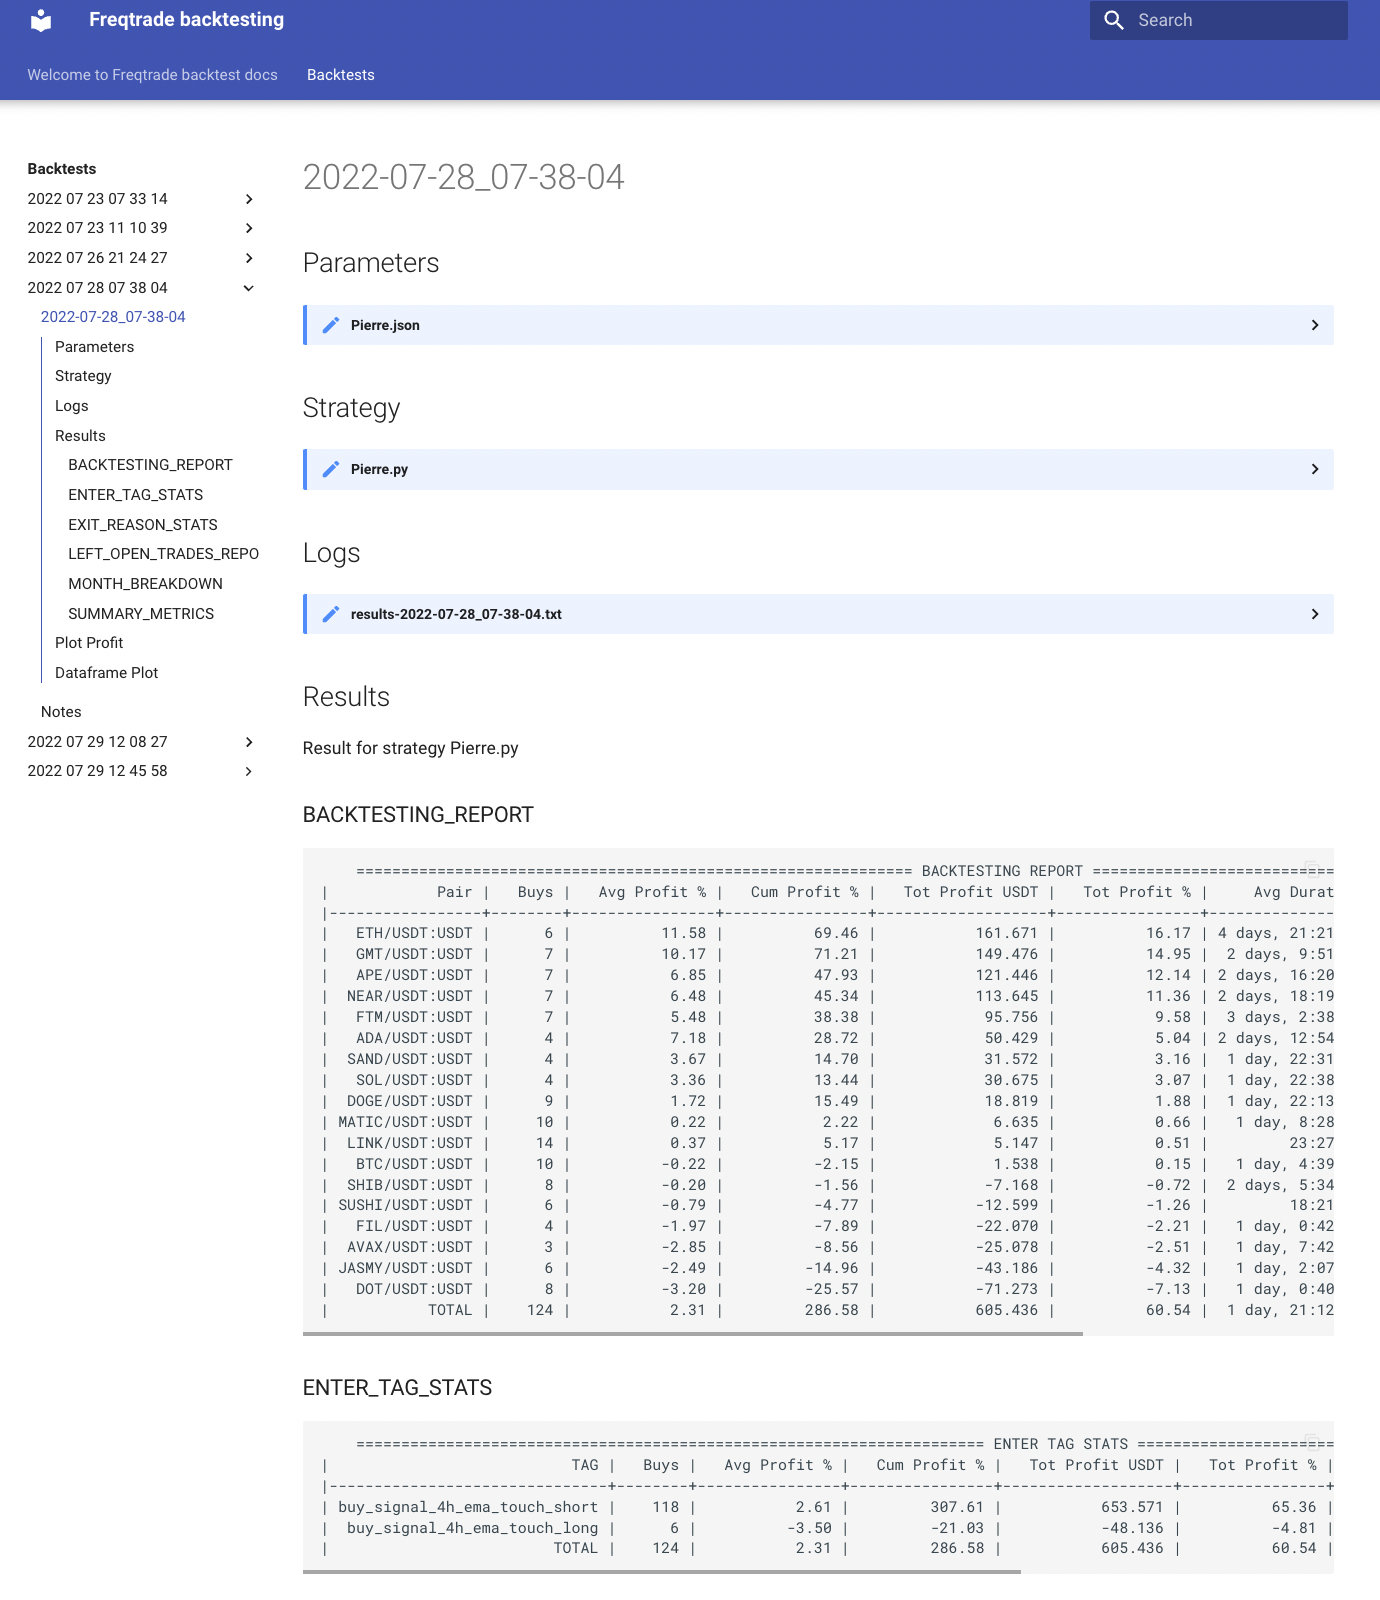 Freqtrade backtesting
Search
Welcome to Freqtrade backtest docs Backtests
Backtests
2022 07 23 07 33 14
2022 07 23 11 10 39
2022 07 26 21 24 27
2022 07 28 07 38 04
2022-07-28_07-38-04
Parameters
Strategy
Logs
Results
BACKTESTING_REPORT
ENTER_TAG_STATS
EXIT_REASON_STATS
LEFT_OPEN_TRADES_REPO
MONTH_BREAKDOWN
SUMMARY_METRICS
Plot Profit
Dataframe Plot
Notes
2022 07 29 12 08 27
2022 07 29 12 45 58
2022-07-28_07-38-04
Parameters
Pierre.json
Strategy
Pierre.py
Logs
results-2022-07-28_07-38-04.txt
Results
Result for strategy Pierre.py
BACKTESTING_REPORT
============================================================== BACKTESTING REPORT ===========================
| Pair | Buys | Avg Profit % | Cum Profit % | Tot Profit USDT | Tot Profit % | Avg Durat
|-----------------+--------+----------------+----------------+-------------------+----------------+--------------
| ETH/USDT:USDT | 6 | 11.58 | 69.46 | 161.671 | 16.17 | 4 days, 21:21
| GMT/USDT:USDT | 7 | 10.17 | 71.21 | 149.476 | 14.95 | 2 days, 9:51
| APE/USDT:USDT | 7 | 6.85 | 47.93 | 121.446 | 12.14 | 2 days, 16:20
| NEAR/USDT:USDT | 7 | 6.48 | 45.34 | 113.645 | 11.36 | 2 days, 18:19
| FTM/USDT:USDT | 7 | 5.48 | 38.38 | 95.756 | 9.58 | 3 days, 2:38
| ADA/USDT:USDT | 4 | 7.18 | 28.72 | 50.429 | 5.04 | 2 days, 12:54
| SAND/USDT:USDT | 4 | 3.67 | 14.70 | 31.572 | 3.16 | 1 day, 22:31
| SOL/USDT:USDT | 4 | 3.36 | 13.44 | 30.675 | 3.07 | 1 day, 22:38
| DOGE/USDT:USDT | 9 | 1.72 | 15.49 | 18.819 | 1.88 | 1 day, 22:13
| MATIC/USDT:USDT | 10 | 0.22 | 2.22 | 6.635 | 0.66 | 1 day, 8:28
| LINK/USDT:USDT | 14 | 0.37 | 5.17 | 5.147 | 0.51 | 23:27
| BTC/USDT:USDT | 10 | -0.22 | -2.15 | 1.538 | 0.15 | 1 day, 4:39
| SHIB/USDT:USDT | 8 | -0.20 | -1.56 | -7.168 | -0.72 | 2 days, 5:34
| SUSHI/USDT:USDT | 6 | -0.79 | -4.77 | -12.599 | -1.26 | 18:21
| FIL/USDT:USDT | 4 | -1.97 | -7.89 | -22.070 | -2.21 | 1 day, 0:42
| AVAX/USDT:USDT | 3 | -2.85 | -8.56 | -25.078 | -2.51 | 1 day, 7:42
| JASMY/USDT:USDT | 6 | -2.49 | -14.96 | -43.186 | -4.32 | 1 day, 2:07
| DOT/USDT:USDT | 8 | -3.20 | -25.57 | -71.273 | -7.13 | 1 day, 0:40
| TOTAL | 124 | 2.31 | 286.58 | 605.436 | 60.54 | 1 day, 21:12
ENTER_TAG_STATS
====================================================================== ENTER TAG STATS ======================
| TAG | Buys | Avg Profit % | Cum Profit % | Tot Profit USDT | Tot Profit % |
|-------------------------------+--------+----------------+----------------+-------------------+----------------+
| buy_signal_4h_ema_touch_short | 118 | 2.61 | 307.61 | 653.571 | 65.36 |
| buy_signal_4h_ema_touch_long | 6 | -3.50 | -21.03 | -48.136 | -4.81 |
| TOTAL | 124 | 2.31 | 286.58 | 605.436 | 60.54 |